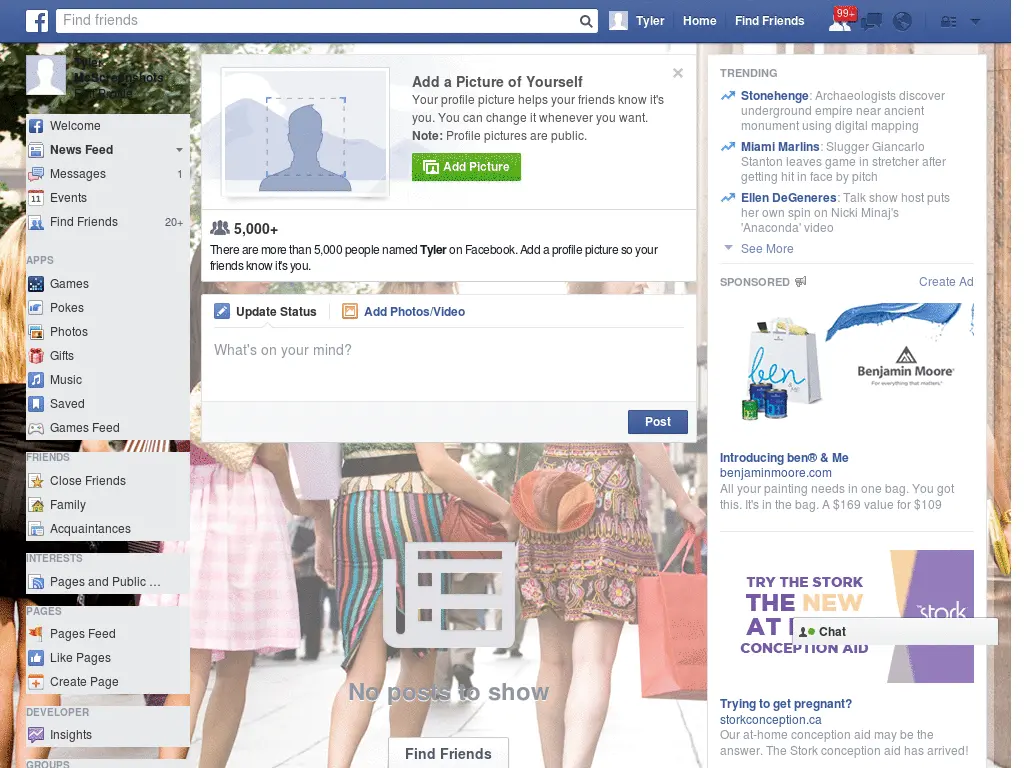 Find friends
Tyler
Home
Find Friends
99+
Tyler
McScreenshots
Welcome
News Feed
Messages 1
Events
Find Friends 20+
APPS
Games
Pokes
Photos
Gifts
Music
Saved
Games Feed
FRIENDS
Close Friends
Family
Acquaintances
INTERESTS
Pages and Public ...
PAGES
Pages Feed
Like Pages
Create Page
DEVELOPER
Insights
GROUPS
Add a Picture of Yourself
Your profile picture helps your friends know it's
you. You can change it whenever you want.
Note: Profile pictures are public.
Add Picture
5,000+
There are more than 5,000 people named Tyler on Facebook. Add a profile picture so your
friends know it's you.
Update Status
Add Photos/Video
What's on your mind?
Post
No posts to show
Find Friends
TRENDING
Stonehenge: Archaeologists discover
underground empire near ancient
monument using digital mapping
Miami Marlins: Slugger Giancarlo
Stanton leaves game in stretcher after
getting hit in face by pitch
Ellen DeGeneres: Talk show host puts
her own spin on Nicki Minaj's
'Anaconda' video
See More
SPONSORED
Create Ad
ben
Benjamin Moore®
For everything that matters.®
Introducing ben® & Me
benjaminmoore.com
All your painting needs in one bag. You got
this. It's in the bag. A $169 value for $109
TRY THE STORK
THE NEW
AT
CONCEPTION AID
stork
Chat
Trying to get pregnant?
storkconception.ca
Our at-home conception aid may be the
answer. The Stork conception aid has arrived!